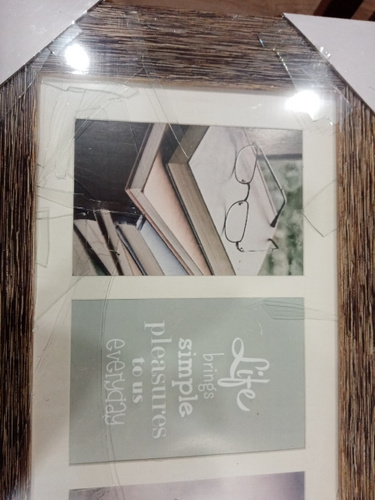 Life
brings
simple
pleasures
to us
everyday